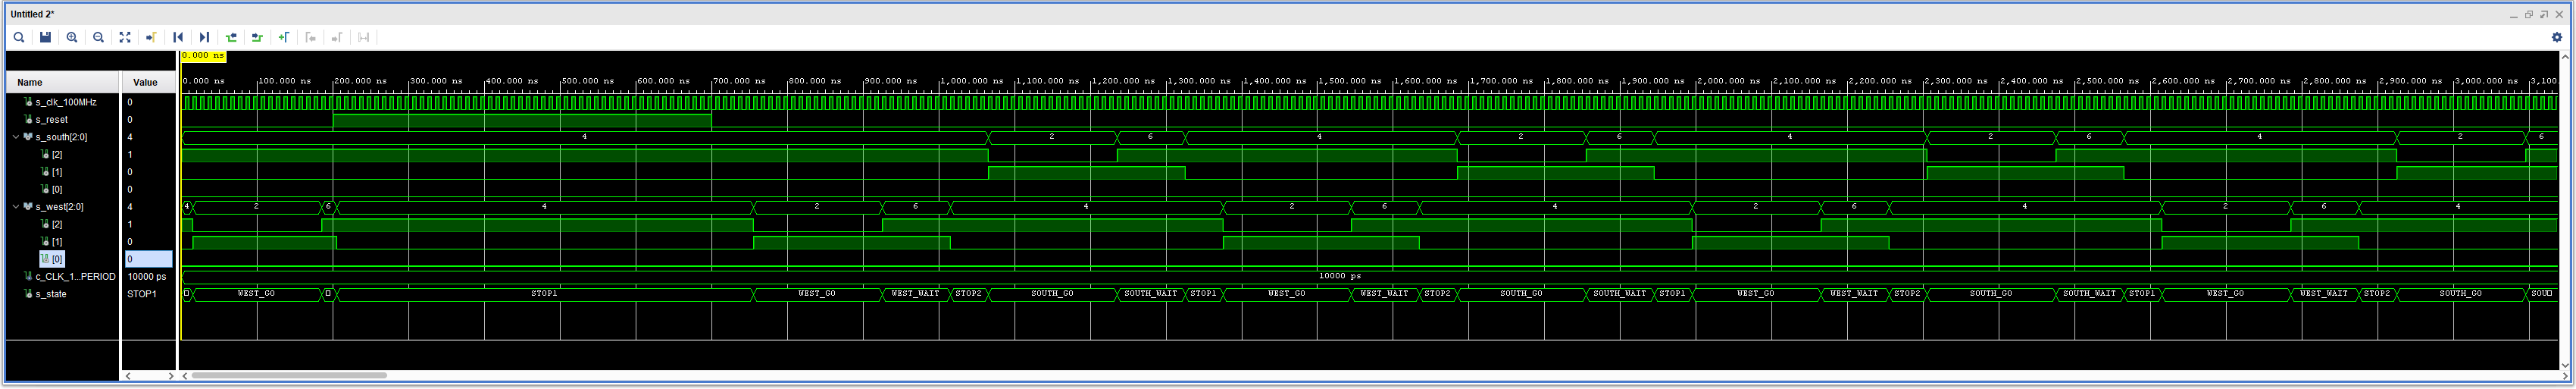 Untitled 2*
0.000 ns
Name Value
0.000 ns 100.000 ns 200.000 ns 300.000 ns 400.000 ns 500.000 ns 600.000 ns 700.000 ns 800.000 ns 900.000 ns 1,000.000 ns 1,100.000 ns 1,200.000 ns 1,300.000 ns 1,400.000 ns 1,500.000 ns 1,600.000 ns 1,700.000 ns 1,800.000 ns 1,900.000 ns 2,000.000 ns 2,100.000 ns 2,200.000 ns 2,300.000 ns 2,400.000 ns 2,500.000 ns 2,600.000 ns 2,700.000 ns 2,800.000 ns 2,900.000 ns 3,000.000 ns 3,100.
s_clk_100MHz 0
s_reset 0
s_south[2:0] 4 4 2 6 4 2 6 4 2 6 4 2 6
[2] 1
[1] 0
[0] 0
s_west[2:0] 4 4 2 6 4 2 6 4 2 6 4 2 6 4 2 6 4
[2] 1
[1] 0
[0] 0
c_CLK_1...PERIOD 10000 ps 10000 ps
s_state STOP1 WEST_GO STOP1 WEST_GO WEST_WAIT STOP2 SOUTH_GO SOUTH_WAIT STOP1 WEST_GO WEST_WAIT STOP2 SOUTH_GO SOUTH_WAIT STOP1 WEST_GO WEST_WAIT STOP2 SOUTH_GO SOUTH_WAIT STOP1 WEST_GO WEST_WAIT STOP2 SOUTH_GO SOU